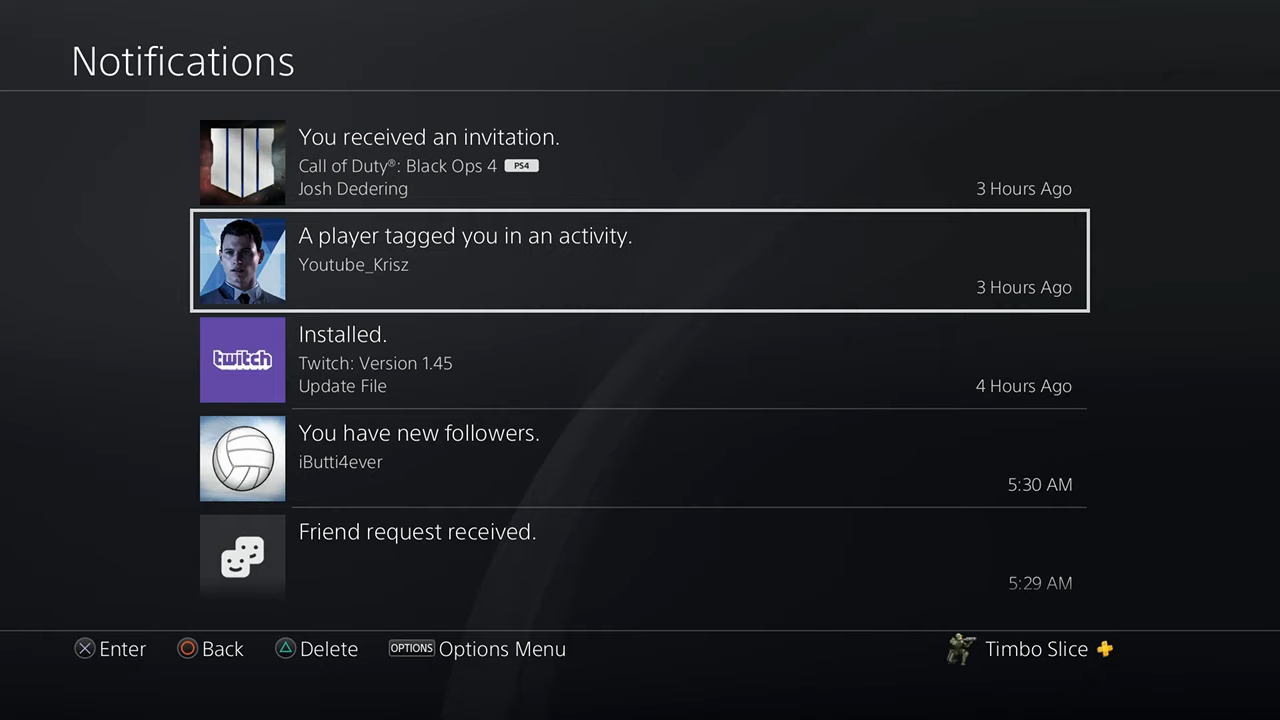 Notifications
You received an invitation.
Call of Duty®: Black Ops 4 PS4
Josh Dedering
3 Hours Ago
A player tagged you in an activity.
Youtube_Krisz
3 Hours Ago
twitch
Installed.
Twitch: Version 1.45
Update File
4 Hours Ago
You have new followers.
iButti4ever
5:30 AM
Friend request received.
5:29 AM
Enter Back Delete OPTIONS Options Menu Timbo Slice